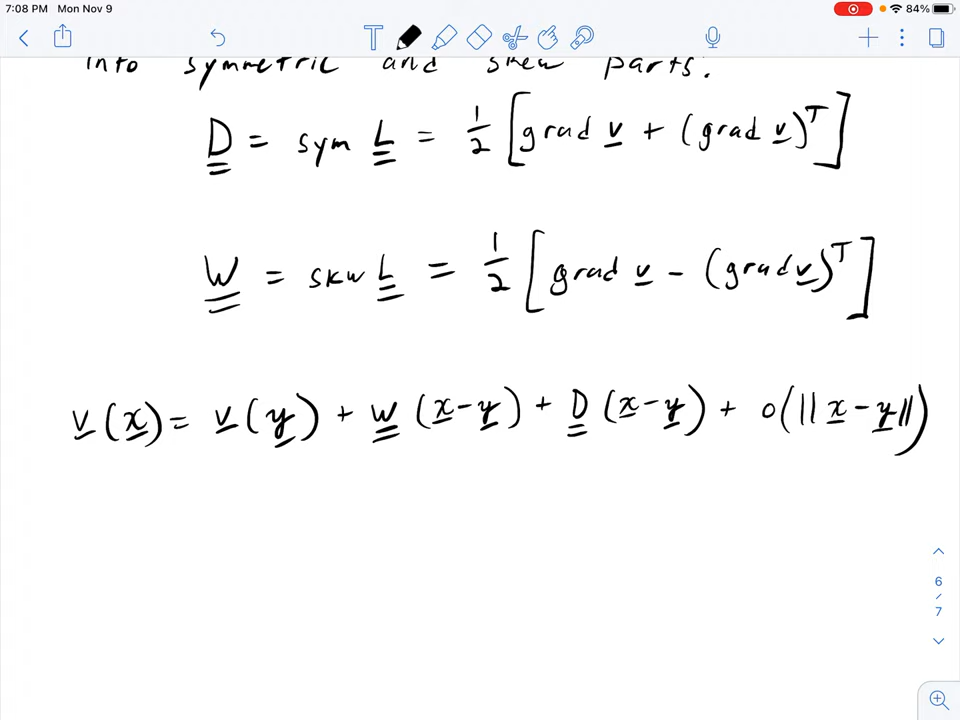 7:08 PM Mon Nov 9 84%
T
into symmetric and skew parts:
D = sym L = 1/2 [grad v + (grad v)^T]
W = skw L = 1/2 [grad v - (grad v)^T]
v(x) = v(y) + W(x-y) + D(x-y) + o(||x-y||)
6
/
7